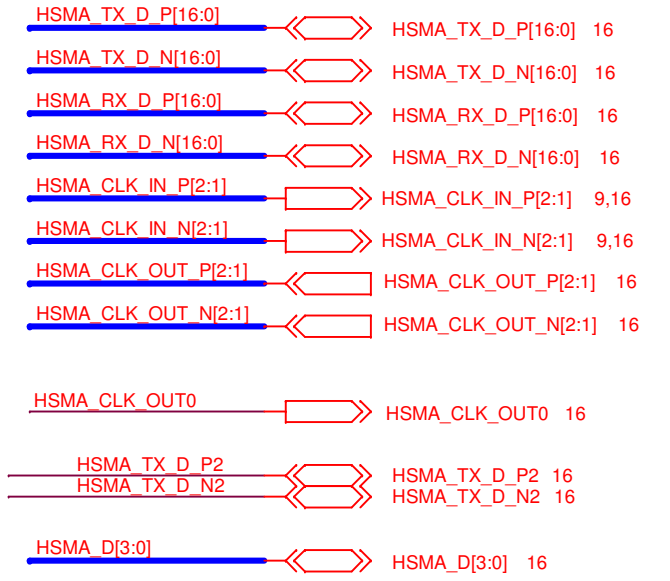 HSMA_TX_D_P[16:0] HSMA_TX_D_P[16:0] 16
HSMA_TX_D_N[16:0] HSMA_TX_D_N[16:0] 16
HSMA_RX_D_P[16:0] HSMA_RX_D_P[16:0] 16
HSMA_RX_D_N[16:0] HSMA_RX_D_N[16:0] 16
HSMA_CLK_IN_P[2:1] HSMA_CLK_IN_P[2:1] 9,16
HSMA_CLK_IN_N[2:1] HSMA_CLK_IN_N[2:1] 9,16
HSMA_CLK_OUT_P[2:1] HSMA_CLK_OUT_P[2:1] 16
HSMA_CLK_OUT_N[2:1] HSMA_CLK_OUT_N[2:1] 16
HSMA_CLK_OUT0 HSMA_CLK_OUT0 16
HSMA_TX_D_P2 HSMA_TX_D_P2 16
HSMA_TX_D_N2 HSMA_TX_D_N2 16
HSMA_D[3:0] HSMA_D[3:0] 16